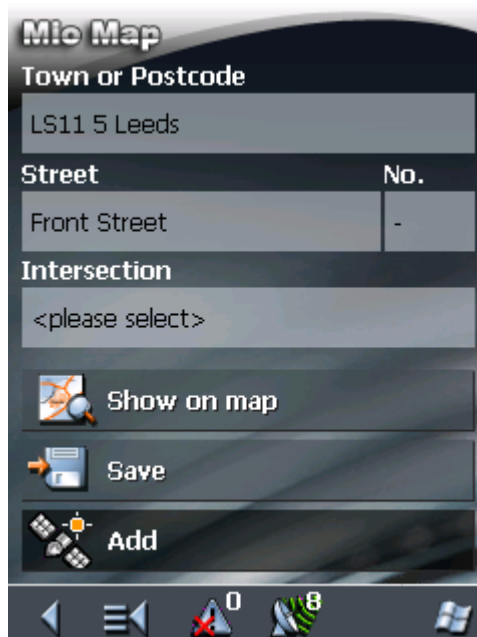 Mio Map
Town or Postcode
LS11 5 Leeds
Street No.
Front Street -
Intersection
<please select>
Show on map
Save
Add
0 8